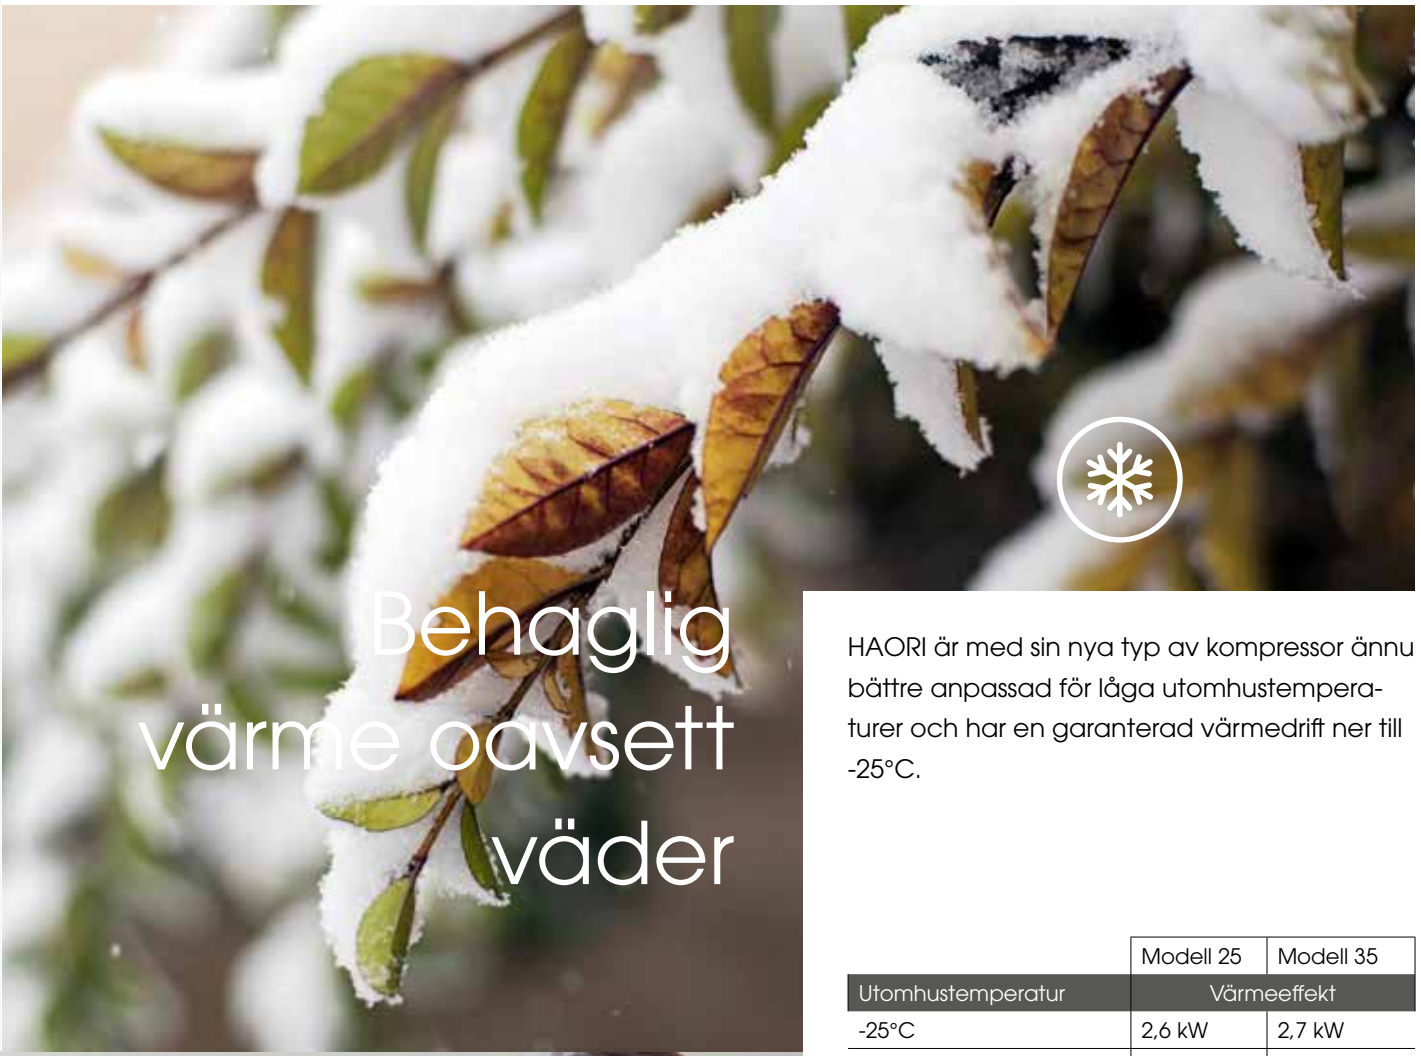 Behaglig
värme oavsett
väder
HAORI är med sin nya typ av kompressor ännu
bättre anpassad för låga utomhustempera-
turer och har en garanterad värmedrift ner till
-25°C.
Modell 25 Modell 35
Utomhustemperatur Värmeeffekt
-25°C 2,6 kW 2,7 kW